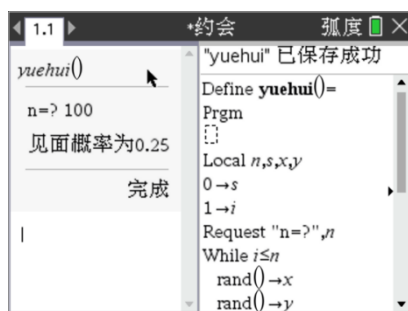 1.1 *约会 弧度
yuehui()
n=? 100
见面概率为0.25
完成
"yuehui" 已保存成功
Define yuehui()=
Prgm
Local n,s,x,y
0→s
1→i
Request "n=?",n
While i≤n
rand()→x
rand()→y